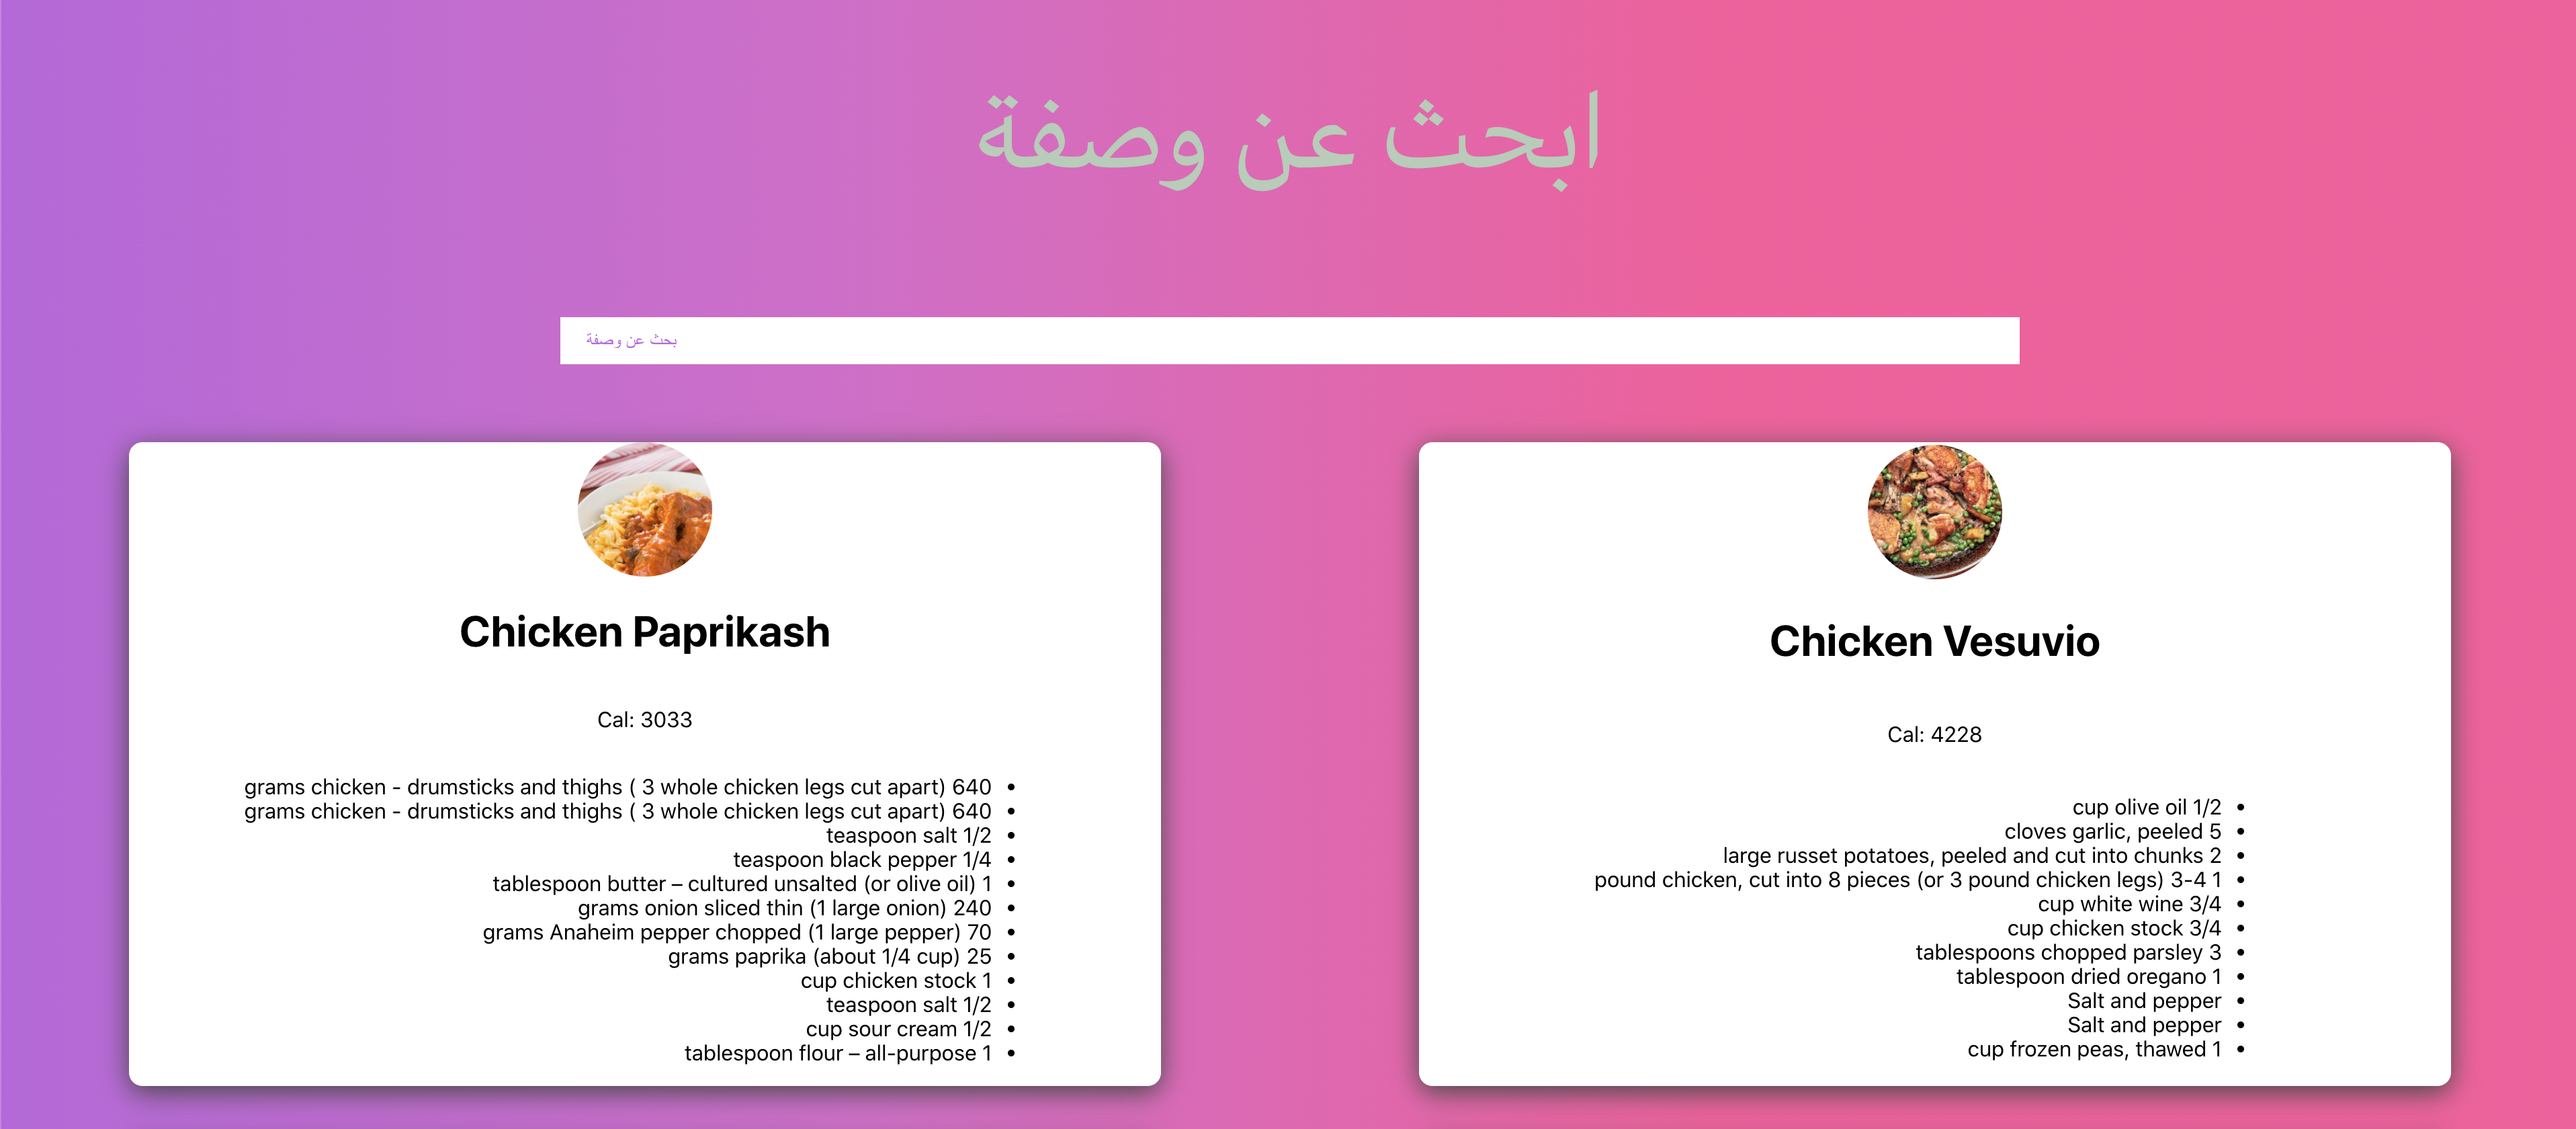 ابحث عن وصفة
بحث عن وصفة
Chicken Paprikash
Cal: 3033
grams chicken - drumsticks and thighs ( 3 whole chicken legs cut apart) 640
grams chicken - drumsticks and thighs ( 3 whole chicken legs cut apart) 640
teaspoon salt 1/2
teaspoon black pepper 1/4
tablespoon butter – cultured unsalted (or olive oil) 1
grams onion sliced thin (1 large onion) 240
grams Anaheim pepper chopped (1 large pepper) 70
grams paprika (about 1/4 cup) 25
cup chicken stock 1
teaspoon salt 1/2
cup sour cream 1/2
tablespoon flour – all-purpose 1
Chicken Vesuvio
Cal: 4228
cup olive oil 1/2
cloves garlic, peeled 5
large russet potatoes, peeled and cut into chunks 2
pound chicken, cut into 8 pieces (or 3 pound chicken legs) 3-4 1
cup white wine 3/4
cup chicken stock 3/4
tablespoons chopped parsley 3
tablespoon dried oregano 1
Salt and pepper
Salt and pepper
cup frozen peas, thawed 1